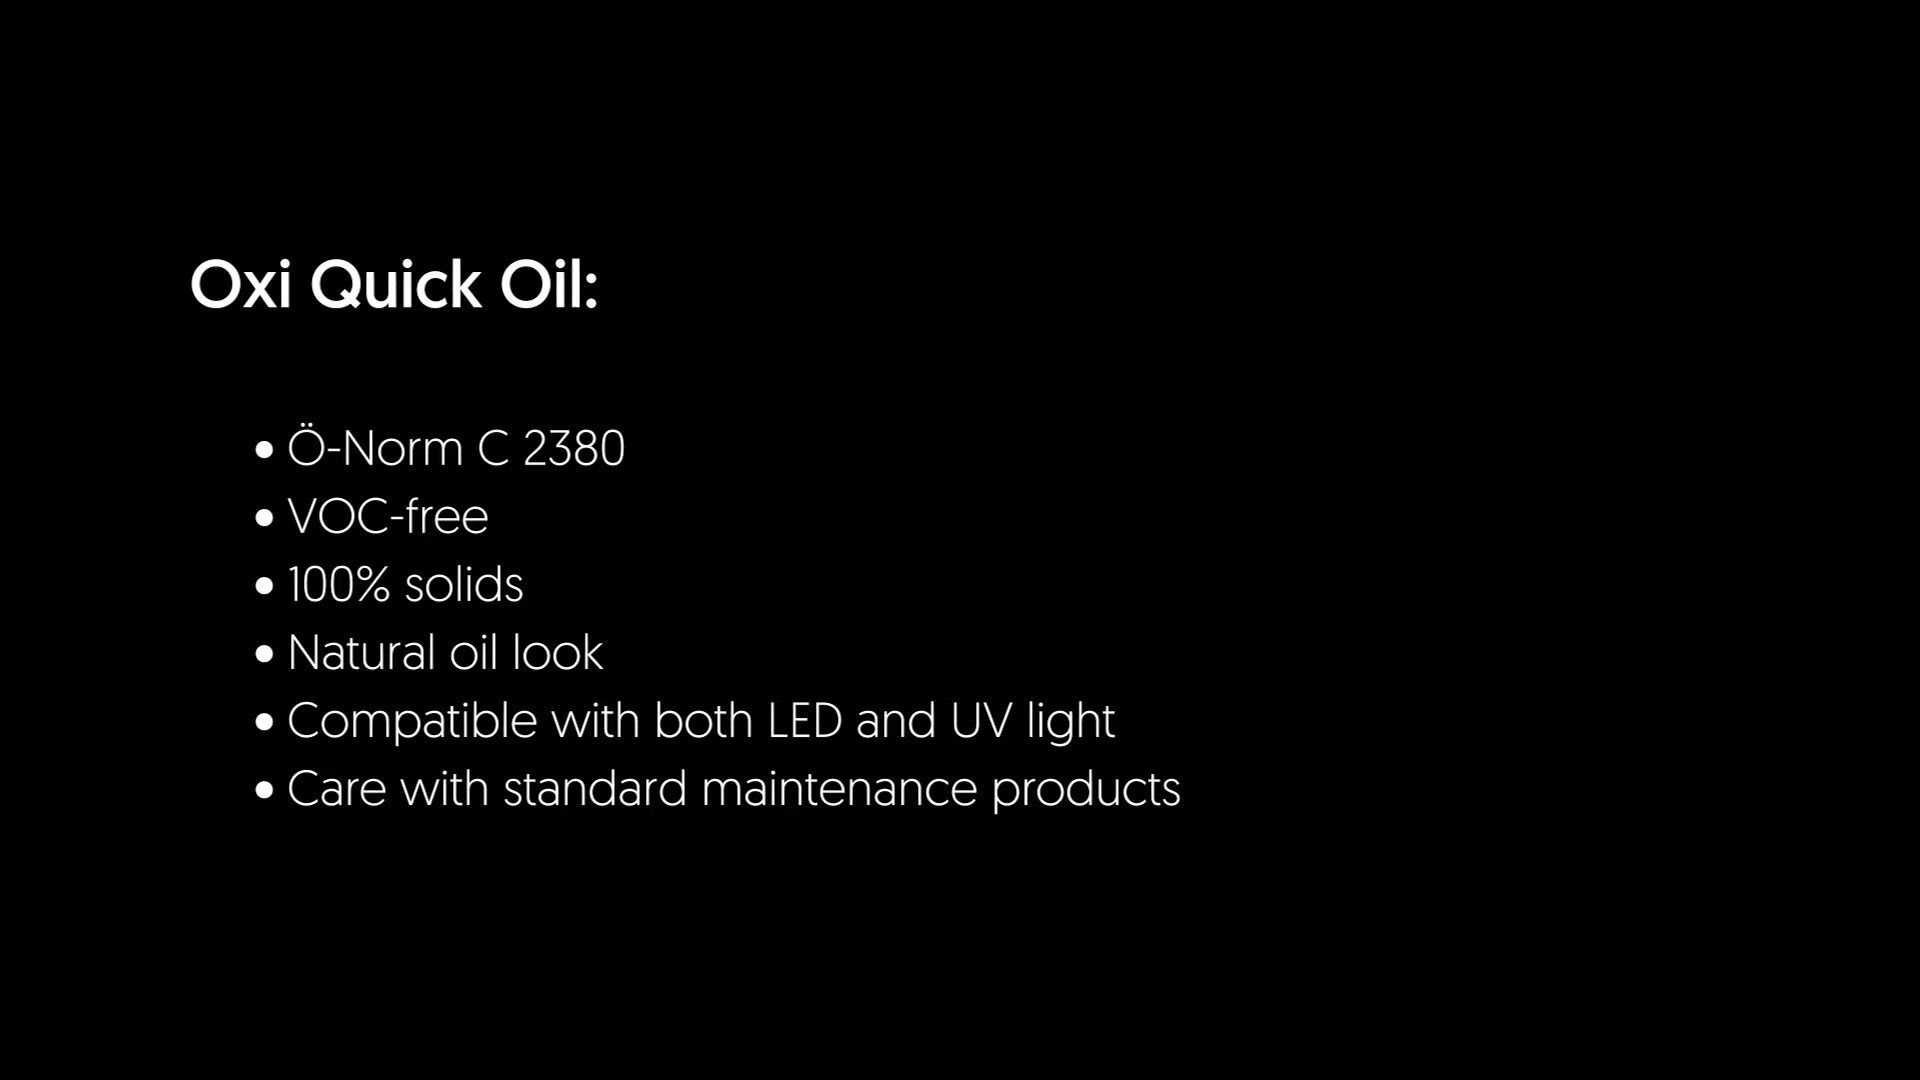 Oxi Quick Oil:
• Ö-Norm C 2380
• VOC-free
• 100% solids
• Natural oil look
• Compatible with both LED and UV light
• Care with standard maintenance products